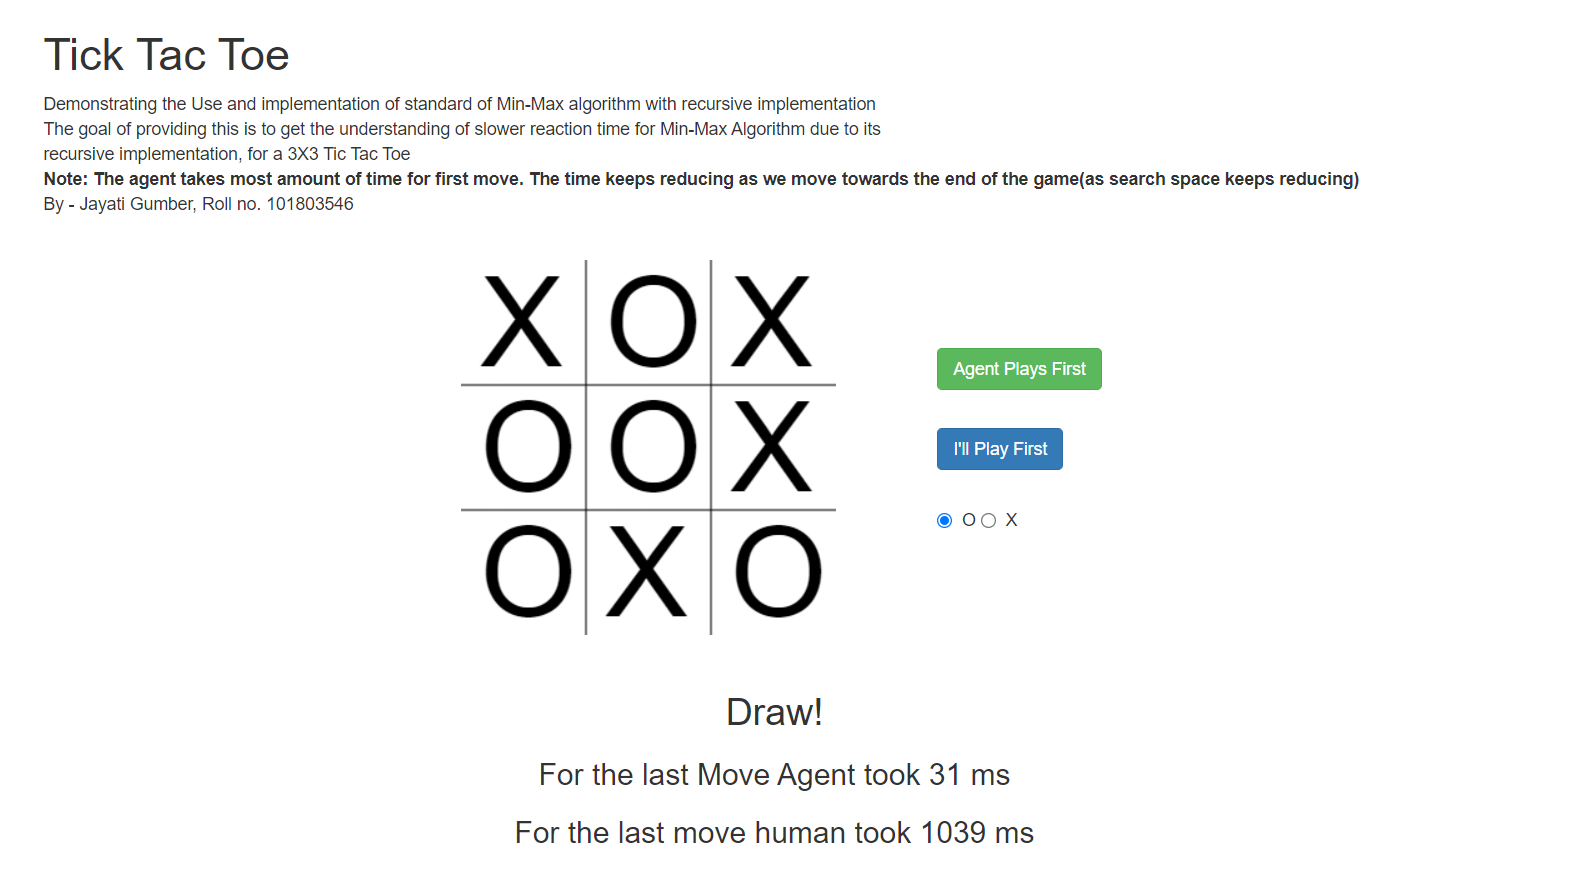 Tick Tac Toe
Demonstrating the Use and implementation of standard of Min-Max algorithm with recursive implementation
The goal of providing this is to get the understanding of slower reaction time for Min-Max Algorithm due to its
recursive implementation, for a 3X3 Tic Tac Toe
Note: The agent takes most amount of time for first move. The time keeps reducing as we move towards the end of the game(as search space keeps reducing)
By - Jayati Gumber, Roll no. 101803546
X O X
O O X
O X O
Agent Plays First
I'll Play First
O X
Draw!
For the last Move Agent took 31 ms
For the last move human took 1039 ms